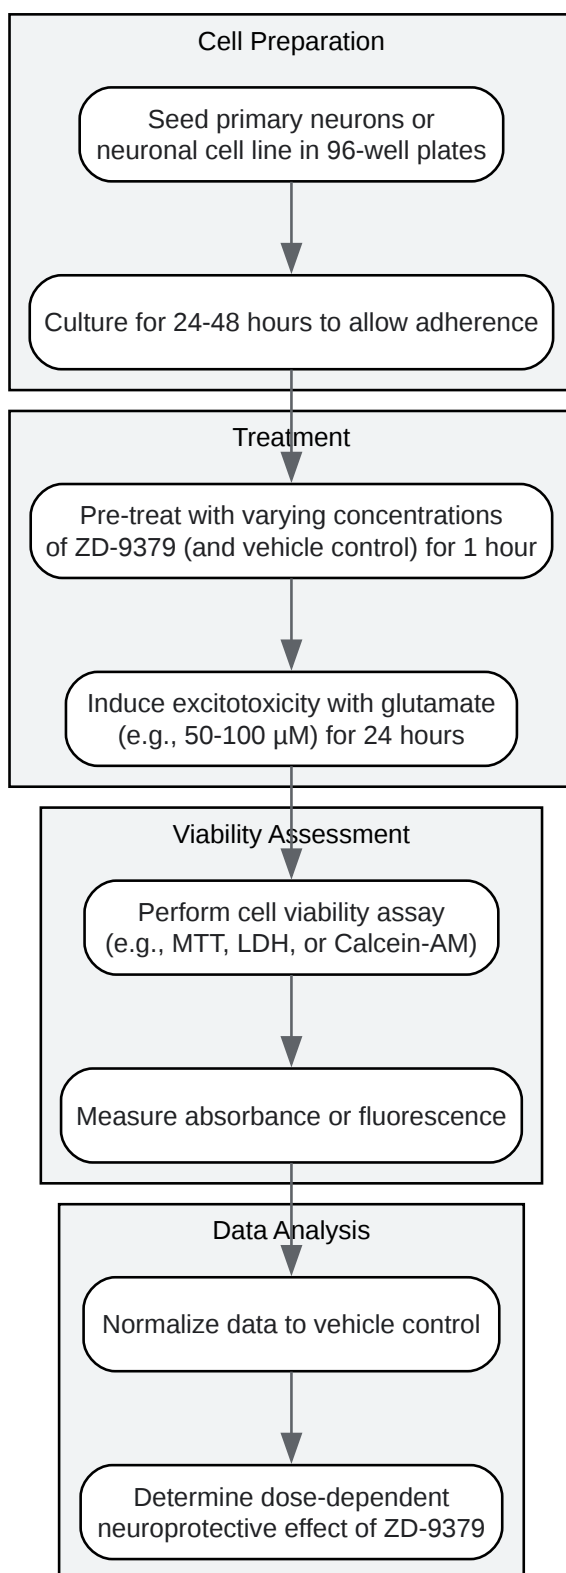 Cell Preparation
Seed primary neurons or
neuronal cell line in 96-well plates
Culture for 24-48 hours to allow adherence
Treatment
Pre-treat with varying concentrations
of ZD-9379 (and vehicle control) for 1 hour
Induce excitotoxicity with glutamate
(e.g., 50-100 µM) for 24 hours
Viability Assessment
Perform cell viability assay
(e.g., MTT, LDH, or Calcein-AM)
Measure absorbance or fluorescence
Data Analysis
Normalize data to vehicle control
Determine dose-dependent
neuroprotective effect of ZD-9379